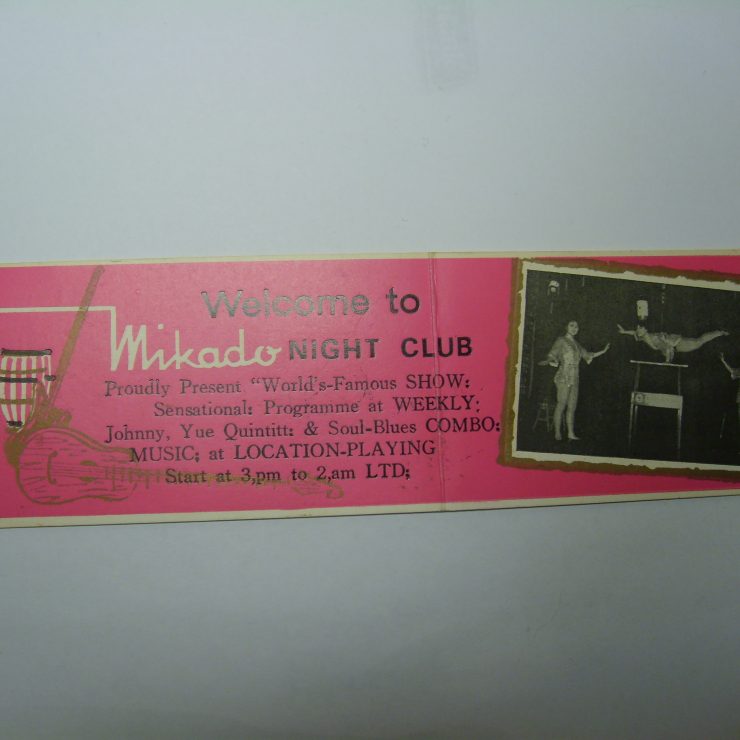 Welcome to
Mikado NIGHT CLUB
Proudly Present "World's-Famous SHOW:
Sensational: Programme at WEEKLY;
Johnny, Yue Quintitt: & Soul-Blues COMBO:
MUSIC; at LOCATION-PLAYING
Start at 3,pm to 2,am LTD;